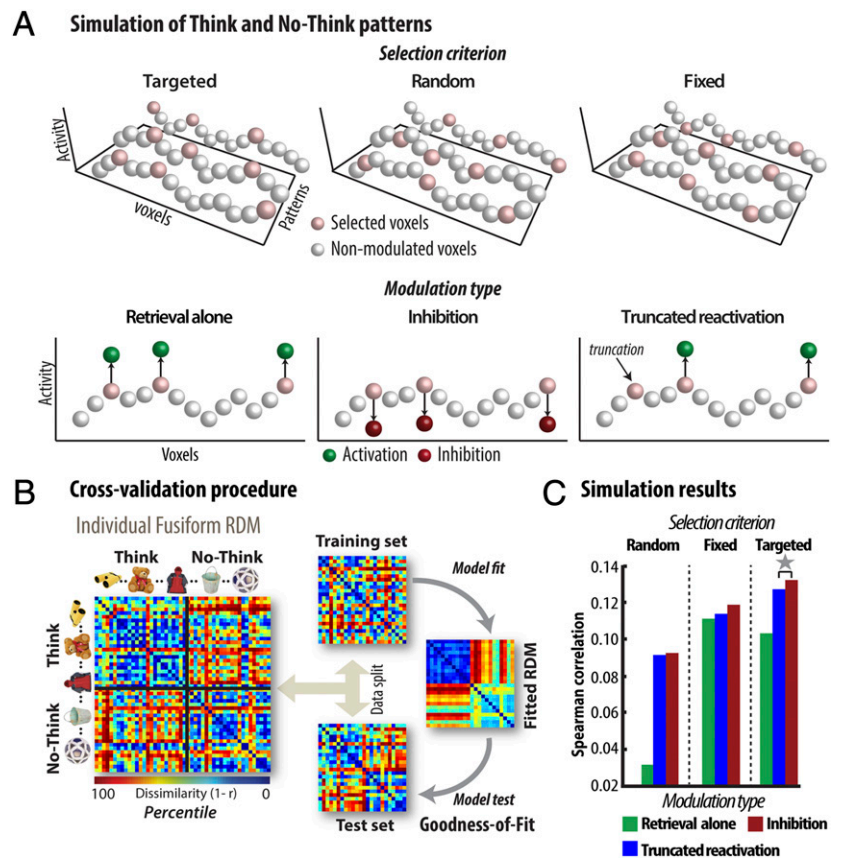 A Simulation of Think and No-Think patterns
Selection criterion
Targeted Random Fixed
Activity
voxels
Patterns
Selected voxels
Non-modulated voxels
Modulation type
Retrieval alone Inhibition Truncated reactivation
truncation
Activity
Voxels
Activation Inhibition
B Cross-validation procedure
Individual Fusiform RDM
Think No-Think
Think
No-Think
100 Dissimilarity (1- r) 0
Percentile
Training set
Model fit
Data split
Fitted RDM
Model test
Test set
Goodness-of-Fit
C Simulation results
Selection criterion
Random Fixed Targeted
Spearman correlation
0.14
0.12
0.10
0.08
0.06
0.04
0.02
Modulation type
Retrieval alone Inhibition
Truncated reactivation